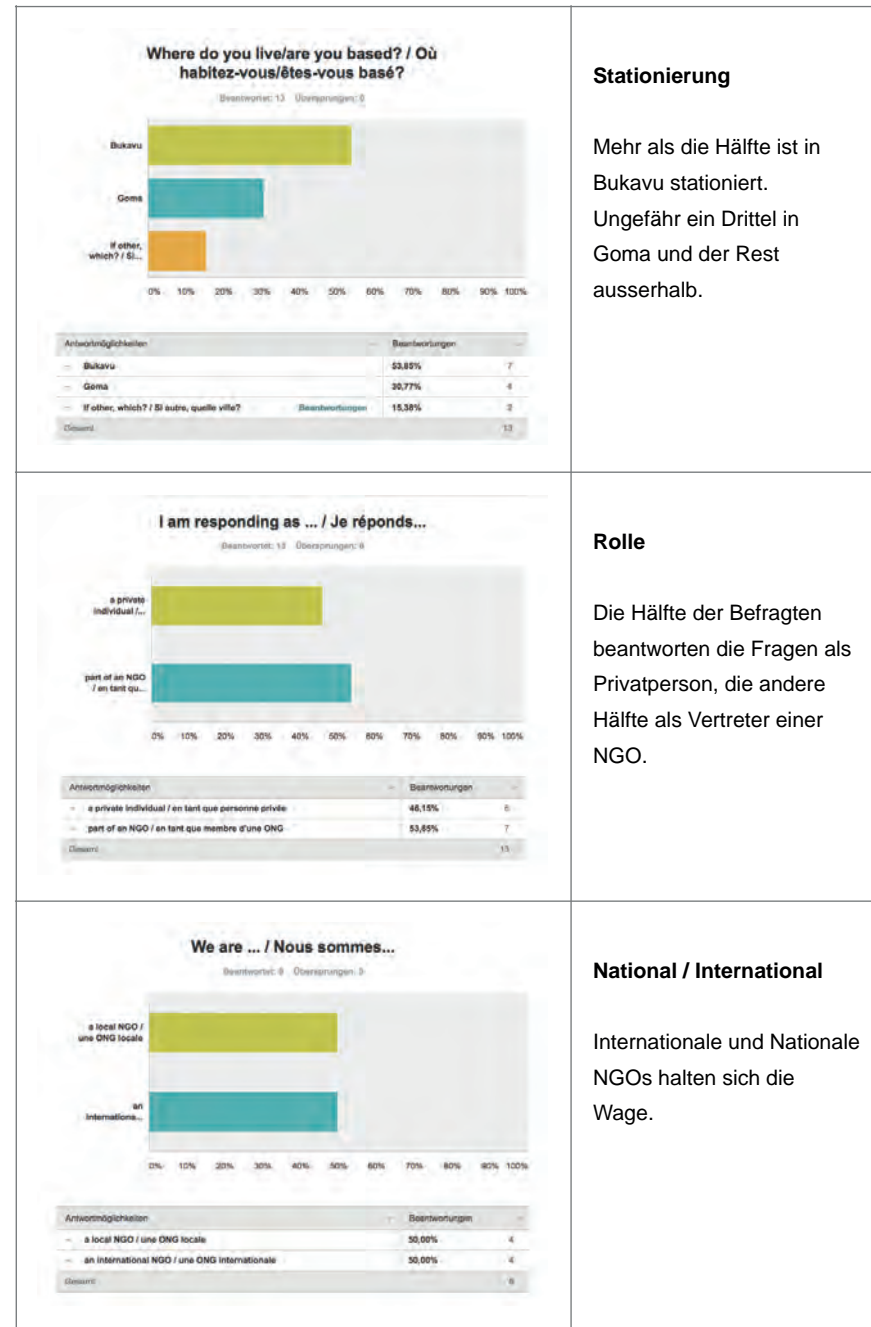 Where do you live/are you based? / Où
habitez-vous/êtes-vous basé?
Beantwortet: 13 Übersprungen: 0
Bukavu
Goma
If other,
which? / Si...
0% 10% 20% 30% 40% 50% 60% 70% 80% 90% 100%
Antwortmöglichkeiten Beantwortungen
Bukavu 53,85% 7
Goma 30,77% 4
If other, which? / Si autre, quelle ville? Beantwortungen 15,38% 2
Gesamt 13
Stationierung
Mehr als die Hälfte ist in
Bukavu stationiert.
Ungefähr ein Drittel in
Goma und der Rest
ausserhalb.
I am responding as ... / Je réponds...
Beantwortet: 13 Übersprungen: 0
a private
individual /...
part of an NGO
/ en tant qu...
0% 10% 20% 30% 40% 50% 60% 70% 80% 90% 100%
Antwortmöglichkeiten Beantwortungen
a private individual / en tant que personne privée 46,15% 6
part of an NGO / en tant que membre d'une ONG 53,85% 7
Gesamt 13
Rolle
Die Hälfte der Befragten
beantworten die Fragen als
Privatperson, die andere
Hälfte als Vertreter einer
NGO.
We are ... / Nous sommes...
Beantwortet: 8 Übersprungen: 5
a local NGO /
une ONG locale
an
internationa...
0% 10% 20% 30% 40% 50% 60% 70% 80% 90% 100%
Antwortmöglichkeiten Beantwortungen
a local NGO / une ONG locale 50,00% 4
an international NGO / une ONG internationale 50,00% 4
Gesamt 8
National / International
Internationale und Nationale
NGOs halten sich die
Wage.